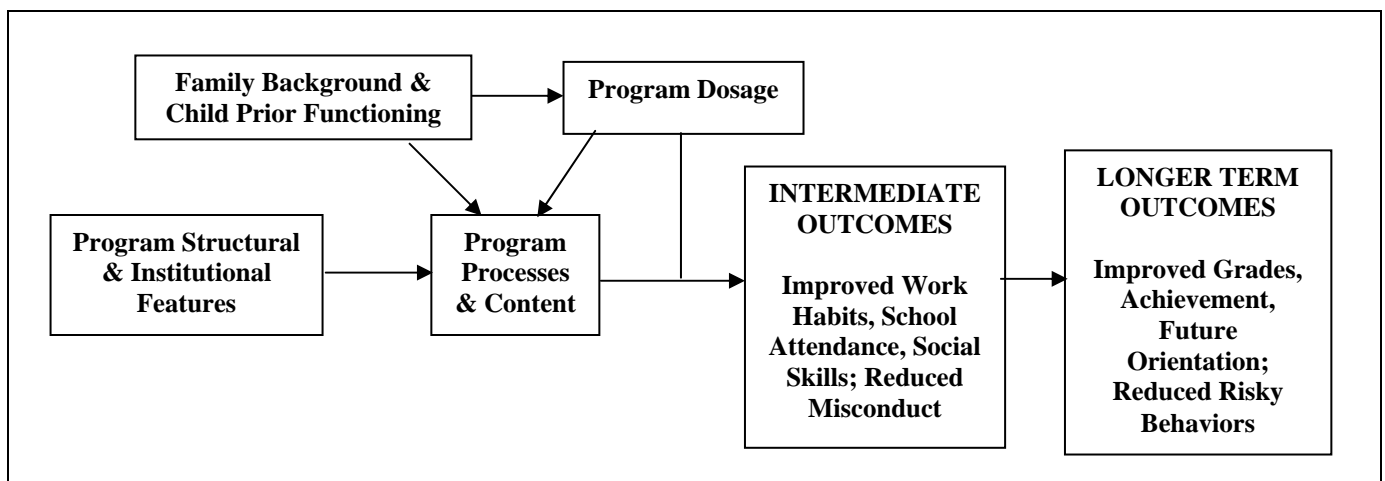 Family Background &
Child Prior Functioning
Program Dosage
Program Structural
& Institutional
Features
Program
Processes
& Content
INTERMEDIATE
OUTCOMES
Improved Work
Habits, School
Attendance, Social
Skills; Reduced
Misconduct
LONGER TERM
OUTCOMES
Improved Grades,
Achievement,
Future
Orientation;
Reduced Risky
Behaviors